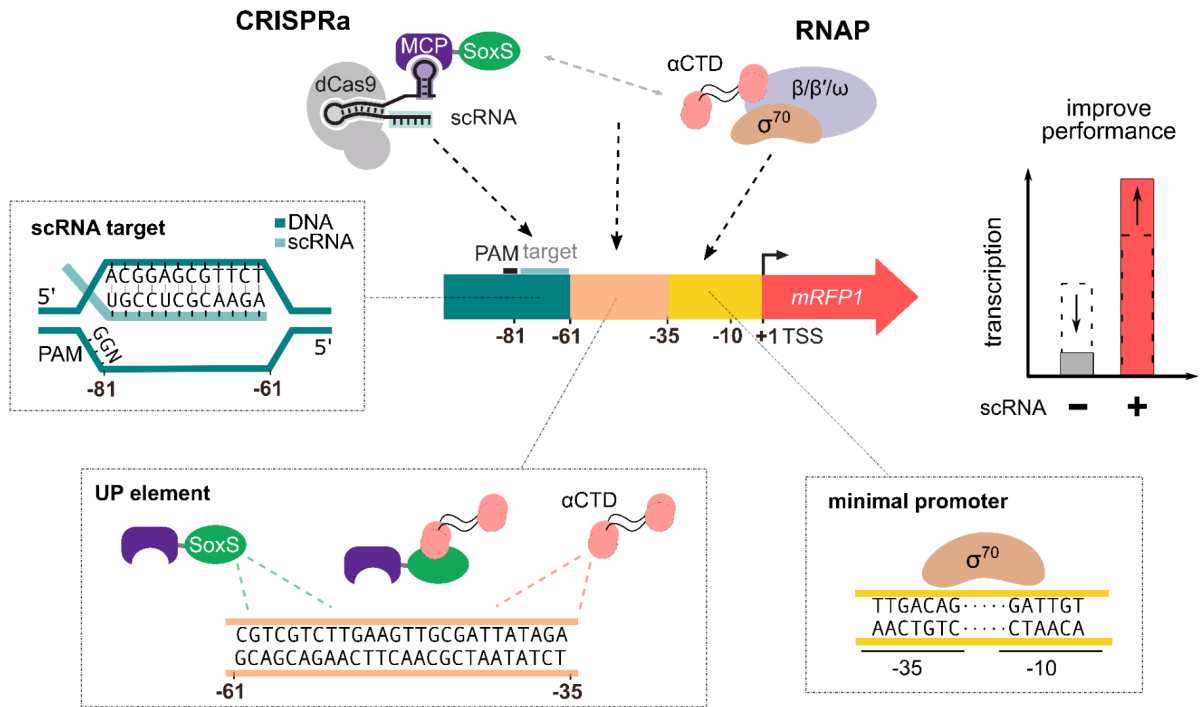 CRISPRa
RNAP
MCP
SoxS
dCas9
scRNA
αCTD
β/β′/ω
σ70
improve
performance
scRNA target
DNA
scRNA
ACGGAGCGTTCT
UGCCUCGCAAGA
5'
5'
GGN
PAM
-81
-61
PAM
target
mRFP1
-81
-61
-35
-10
+1 TSS
transcription
scRNA
-
+
UP element
SoxS
αCTD
CGTCGTCTTGAAGTTGCGATTATAGA
GCAGCAGAACTTCAACGCTAATATCT
-61
-35
minimal promoter
σ70
TTGACAG·····GATTGT
AACTGTC·····CTAACA
-35
-10